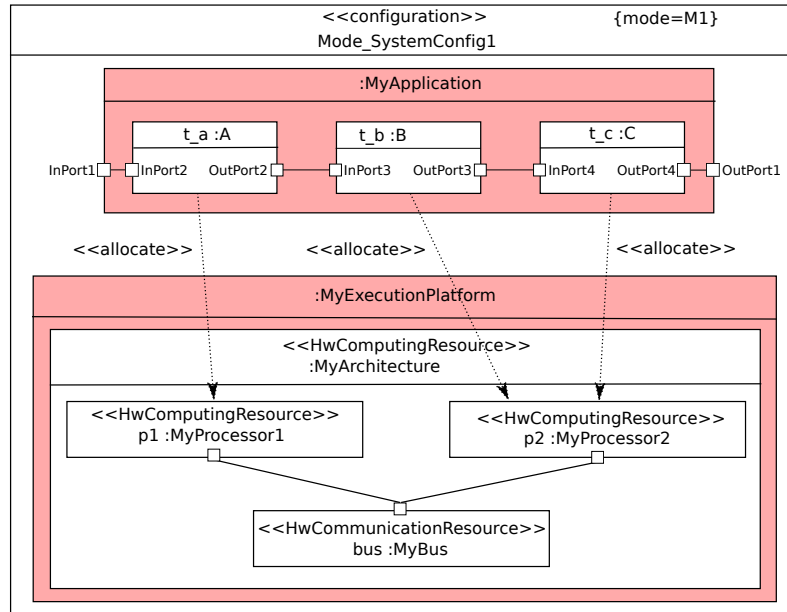 <<configuration>> {mode=M1}
Mode_SystemConfig1
:MyApplication
t_a :A t_b :B t_c :C
InPort1 InPort2 OutPort2 InPort3 OutPort3 InPort4 OutPort4 OutPort1
<<allocate>> <<allocate>> <<allocate>>
:MyExecutionPlatform
<<HwComputingResource>>
:MyArchitecture
<<HwComputingResource>> <<HwComputingResource>>
p1 :MyProcessor1 p2 :MyProcessor2
<<HwCommunicationResource>>
bus :MyBus